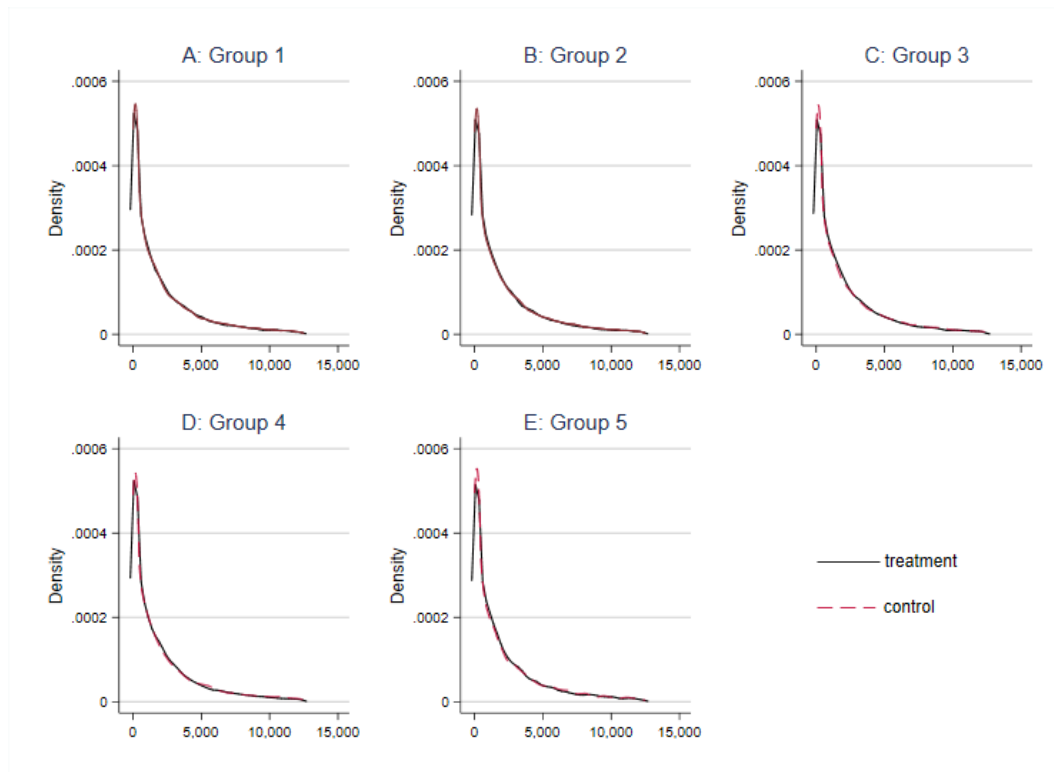 A: Group 1
.0006
.0004
.0002
0
Density
0 5,000 10,000 15,000
B: Group 2
.0006
.0004
.0002
0
Density
0 5,000 10,000 15,000
C: Group 3
.0006
.0004
.0002
0
Density
0 5,000 10,000 15,000
D: Group 4
.0006
.0004
.0002
0
Density
0 5,000 10,000 15,000
E: Group 5
.0006
.0004
.0002
0
Density
0 5,000 10,000 15,000
treatment
control